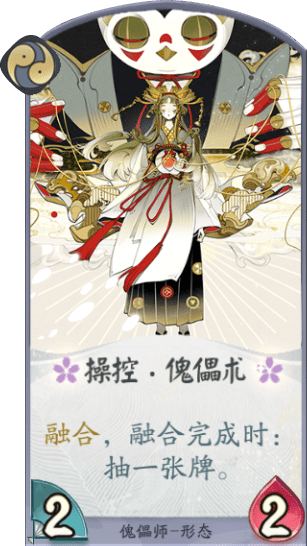 操控·傀儡术
融合，融合完成时：
抽一张牌。
2
傀儡师-形态
2